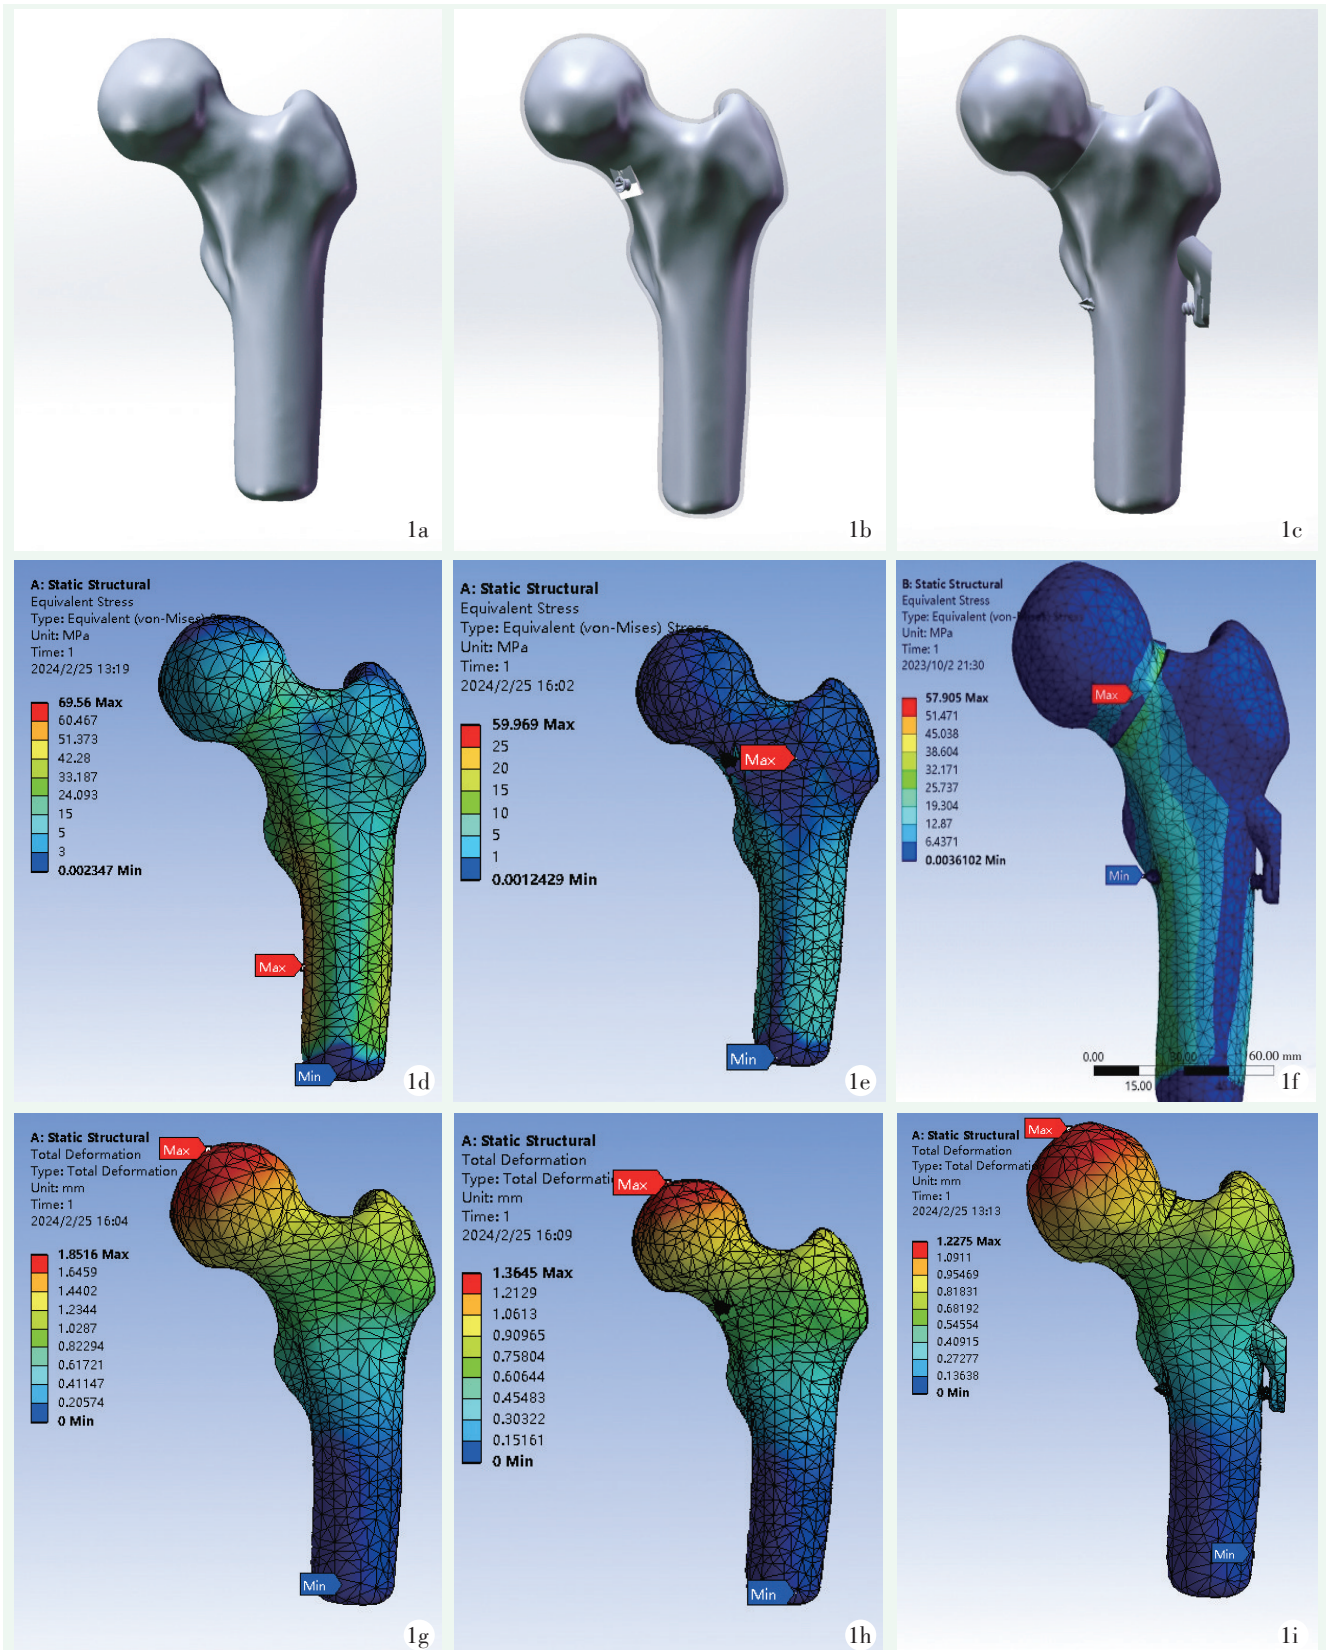 1a
1b
1c
A: Static Structural
Equivalent Stress
Type: Equivalent (von-Mises) Stress
Unit: MPa
Time: 1
2024/2/25 13:19
69.56 Max
60.467
51.373
42.28
33.187
24.093
15
5
3
0.002347 Min
Max
Min
1d
A: Static Structural
Equivalent Stress
Type: Equivalent (von-Mises) Stress
Unit: MPa
Time: 1
2024/2/25 16:02
59.969 Max
25
20
15
10
5
1
0.0012429 Min
Max
Min
1e
B: Static Structural
Equivalent Stress
Type: Equivalent (von-Mises) Stress
Unit: MPa
Time: 1
2023/10/2 21:30
57.905 Max
51.471
45.038
38.604
32.171
25.737
19.304
12.87
6.4371
0.0036102 Min
Max
Min
0.00 30.00 60.00 mm
15.00
1f
A: Static Structural
Total Deformation
Type: Total Deformation
Unit: mm
Time: 1
2024/2/25 16:04
1.8516 Max
1.6459
1.4402
1.2344
1.0287
0.82294
0.61721
0.41147
0.20574
0 Min
Max
Min
1g
A: Static Structural
Total Deformation
Type: Total Deformati
Unit: mm
Time: 1
2024/2/25 16:09
1.3645 Max
1.2129
1.0613
0.90965
0.75804
0.60644
0.45483
0.30322
0.15161
0 Min
Max
Min
1h
A: Static Structural
Total Deformation
Type: Total Deformation
Unit: mm
Time: 1
2024/2/25 13:13
1.2275 Max
1.0911
0.95469
0.81831
0.68192
0.54554
0.40915
0.27277
0.13638
0 Min
Max
Min
1i